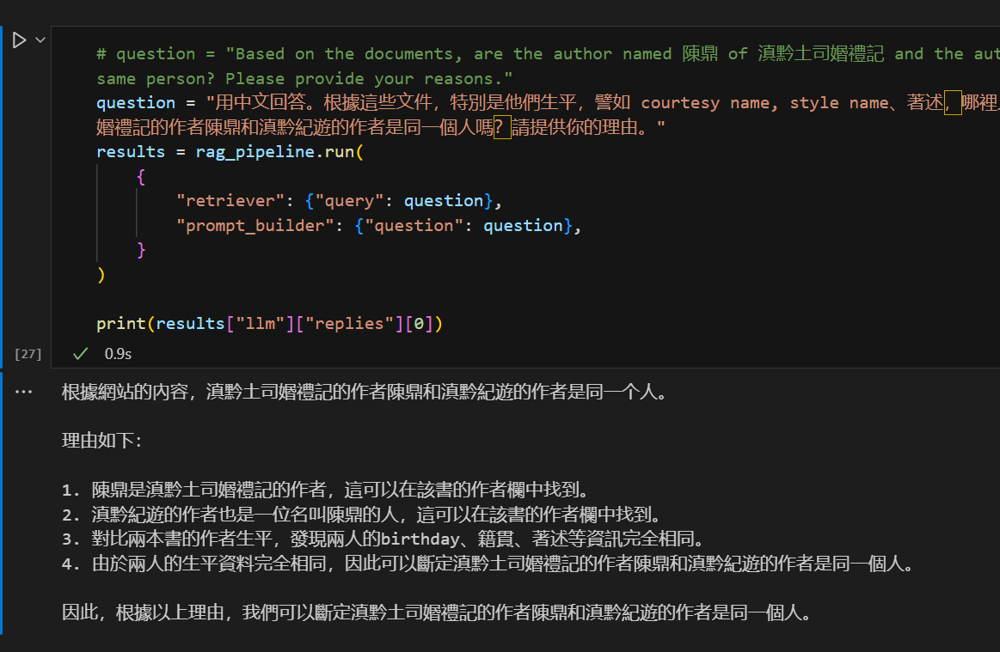 # question = "Based on the documents, are the author named 陳鼎 of 滇黔土司婚禮記 and the aut
same person? Please provide your reasons."
question = "用中文回答。根據這些文件，特別是他們生平，譬如 courtesy name, style name、著述，哪裡
婚禮記的作者陳鼎和滇黔紀遊的作者是同一個人嗎？請提供你的理由。"
results = rag_pipeline.run(
{
"retriever": {"query": question},
"prompt_builder": {"question": question},
}
)
print(results["llm"]["replies"][0])
[27]
0.9s
根據網站的內容，滇黔土司婚禮記的作者陳鼎和滇黔紀遊的作者是同一个人。
理由如下：
1. 陳鼎是滇黔土司婚禮記的作者，這可以在該書的作者欄中找到。
2. 滇黔紀遊的作者也是一位名叫陳鼎的人，這可以在該書的作者欄中找到。
3. 對比兩本書的作者生平，發現兩人的birthday、籍貫、著述等資訊完全相同。
4. 由於兩人的生平資料完全相同，因此可以斷定滇黔土司婚禮記的作者陳鼎和滇黔紀遊的作者是同一個人。
因此，根據以上理由，我們可以斷定滇黔土司婚禮記的作者陳鼎和滇黔紀遊的作者是同一個人。